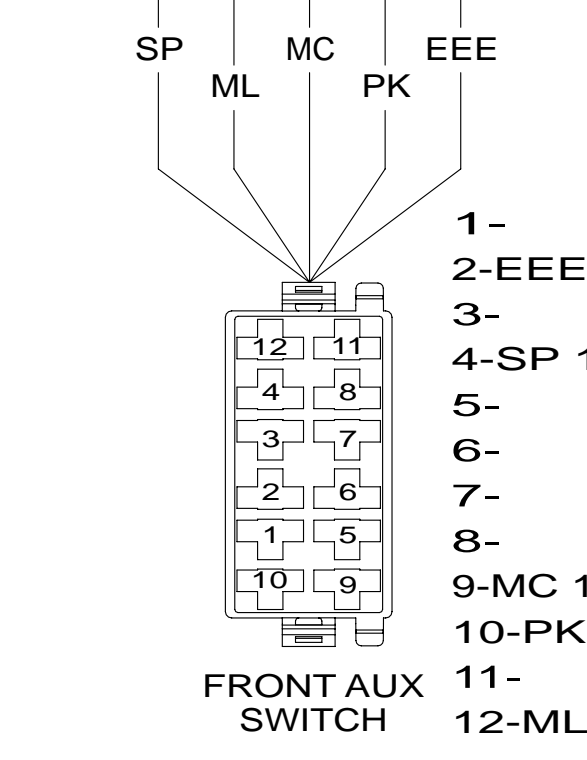 SP MC EEE
ML PK
12 11
4 8
3 7
2 6
1 5
10 9
FRONT AUX
SWITCH
1-
2-EEE
3-
4-SP 1
5-
6-
7-
8-
9-MC 1
10-PK
11-
12-ML